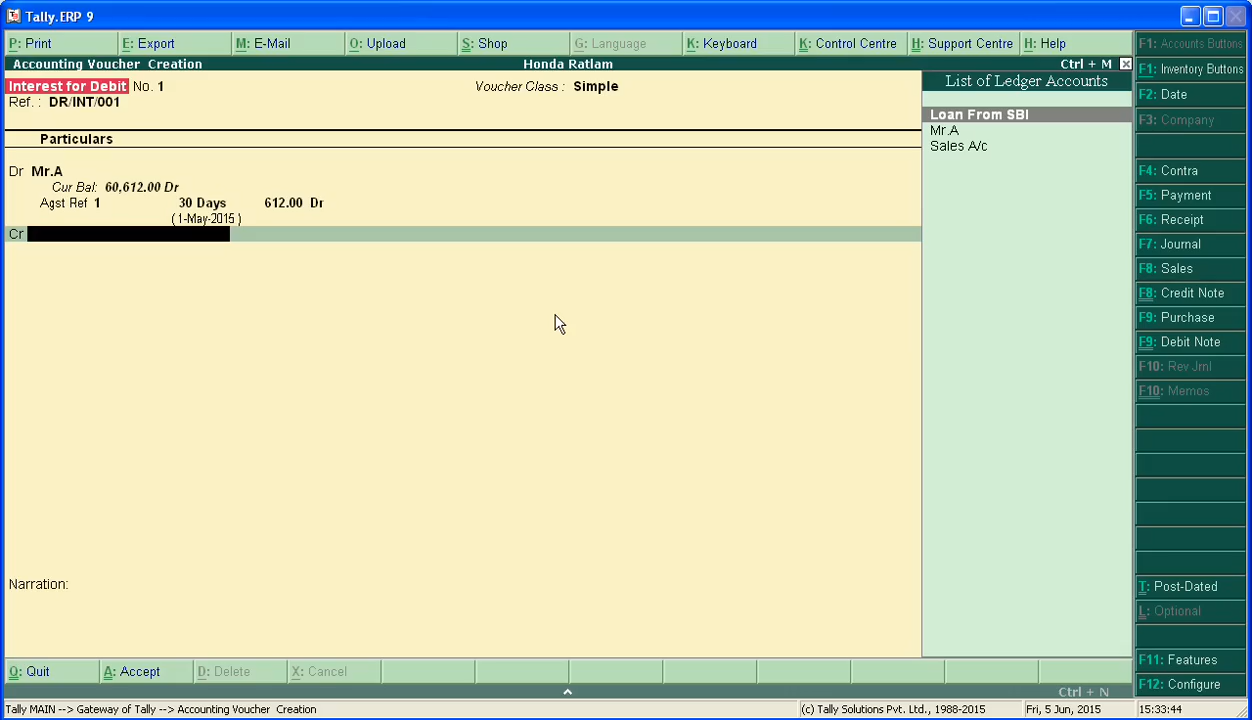 Tally.ERP 9
P: Print E: Export M: E-Mail O: Upload S: Shop G: Language K: Keyboard K: Control Centre H: Support Centre H: Help
F1: Accounts Buttons
Accounting Voucher Creation Honda Ratlam Ctrl + M
Interest for Debit No. 1 Voucher Class : Simple
Ref. : DR/INT/001
Particulars
Dr Mr.A
Cur Bal: 60,612.00 Dr
Agst Ref 1 30 Days 612.00 Dr
( 1-May-2015 )
Cr
Narration:
List of Ledger Accounts
Loan From SBI
Mr.A
Sales A/c
F1: Inventory Buttons
F2: Date
F3: Company
F4: Contra
F5: Payment
F6: Receipt
F7: Journal
F8: Sales
F8: Credit Note
F9: Purchase
F9: Debit Note
F10: Rev Jrnl
F10: Memos
T: Post-Dated
L: Optional
F11: Features
F12: Configure
Q: Quit A: Accept D: Delete X: Cancel
Ctrl + N
Tally MAIN --> Gateway of Tally --> Accounting Voucher Creation (c) Tally Solutions Pvt. Ltd., 1988-2015 Fri, 5 Jun, 2015 15:33:44